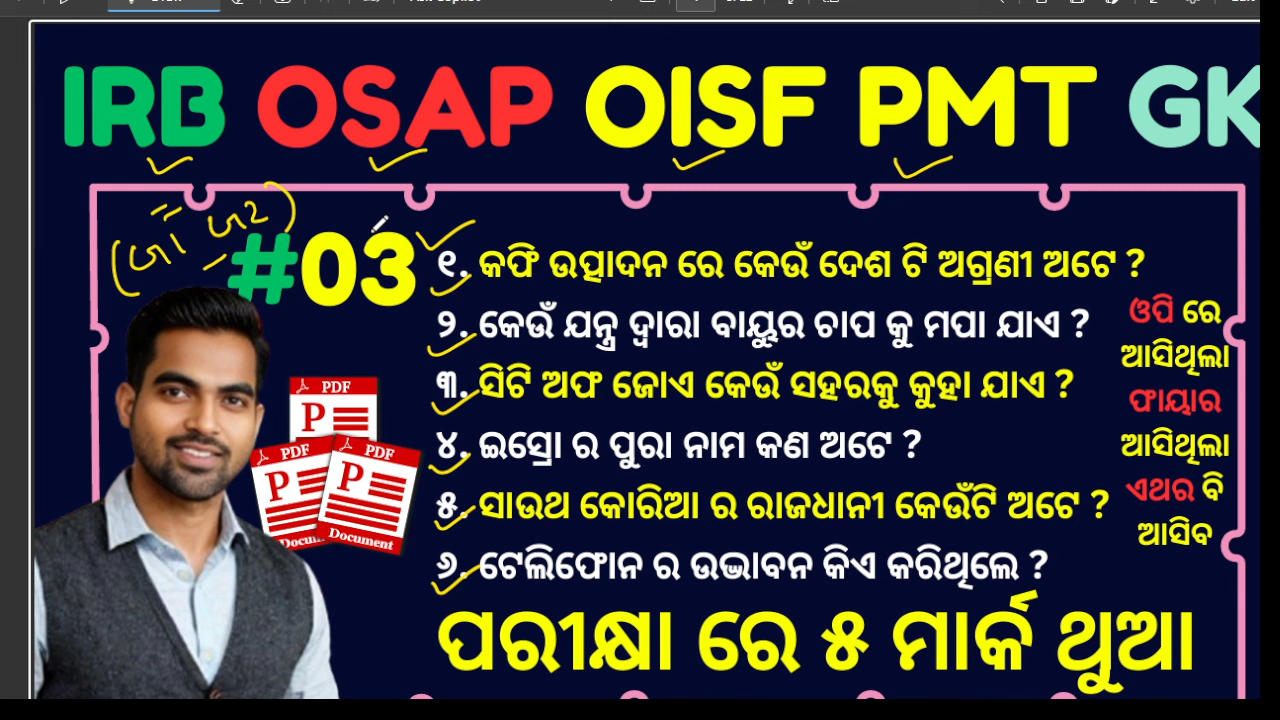 IRB OSAP OISF PMT GK
#03
୧. କଫି ଉତ୍ପାଦନ ରେ କେଉଁ ଦେଶ ଟି ଅଗ୍ରଣୀ ଅଟେ ?
୨. କେଉଁ ଯନ୍ତ୍ର ଦ୍ଵାରା ବାୟୁର ଚାପ କୁ ମପା ଯାଏ ?
୩. ସିଟି ଅଫ ଜୋଏ କେଉଁ ସହରକୁ କୁହା ଯାଏ ?
୪. ଇସ୍ରୋ ର ପୁରା ନାମ କଣ ଅଟେ ?
୫. ସାଉଥ କୋରିଆ ର ରାଜଧାନୀ କେଉଁଟି ଅଟେ ?
୬. ଟେଲିଫୋନ ର ଉଦ୍ଭାବନ କିଏ କରିଥିଲେ ?
ଓପି ରେ
ଆସିଥିଲା
ଫାୟାର
ଆସିଥିଲା
ଏଥର ବି
ଆସିବ
PDF
P
PDF
P
PDF
P
Document
ପରୀକ୍ଷା ରେ ୫ ମାର୍କ ଥୁଆ